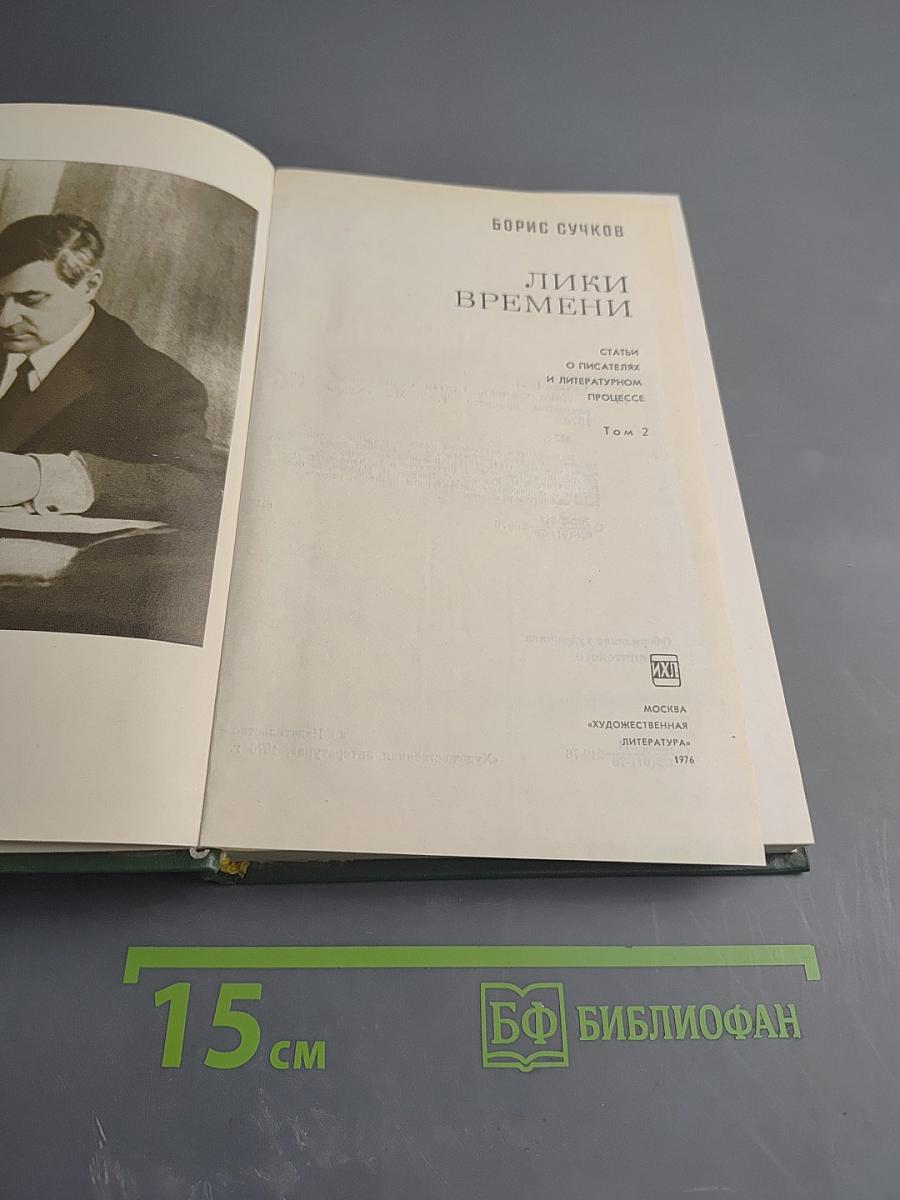 БОРИС СУЧКОВ
ЛИКИ
ВРЕМЕНИ
СТАТЬИ
О ПИСАТЕЛЯХ
И ЛИТЕРАТУРНОМ
ПРОЦЕССЕ
Том 2
ИХЛ
МОСКВА
«ХУДОЖЕСТВЕННАЯ
ЛИТЕРАТУРА»
1976
15 см
БФ БИБЛИОФАН